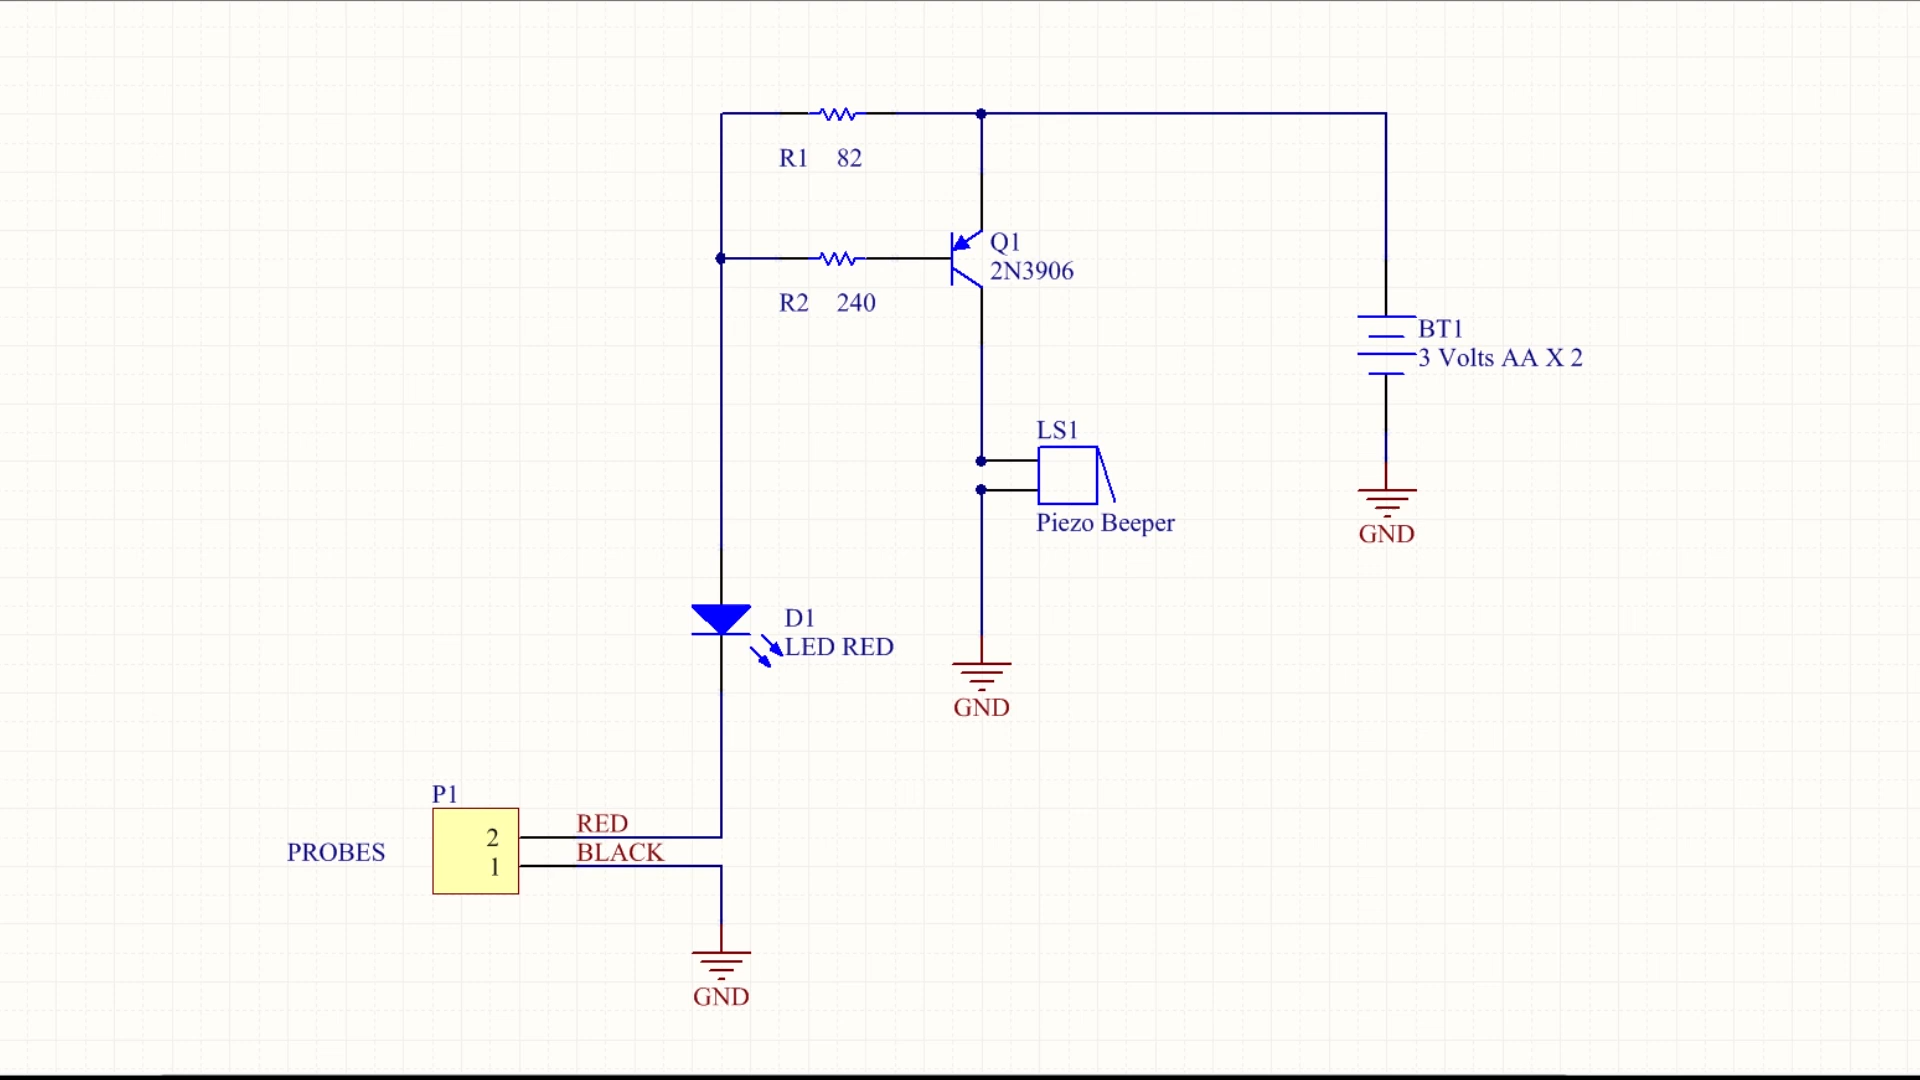 R1 82
Q1
2N3906
R2 240
BT1
3 Volts AA X 2
LS1
Piezo Beeper
GND
D1
LED RED
GND
P1
2
RED
PROBES
BLACK
1
GND